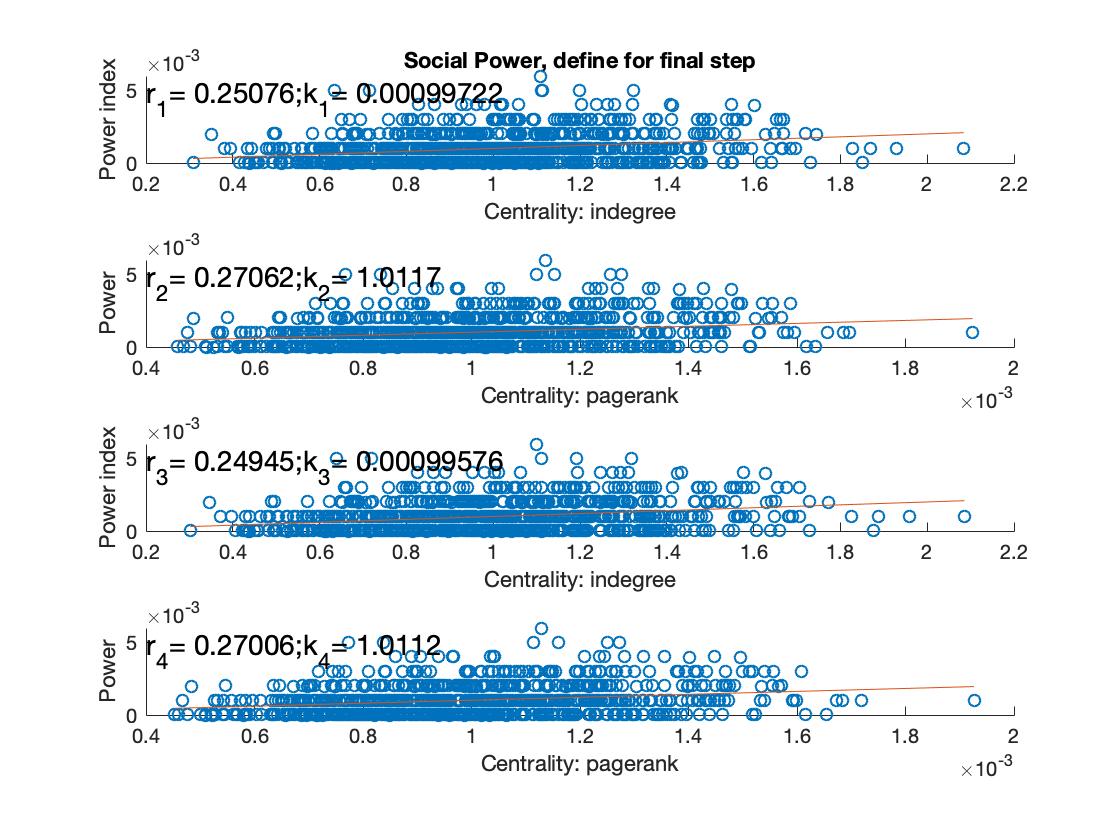 Social Power, define for final step
×10-3
Power index
5
0
r1= 0.25076;k1= 0.00099722
0.2 0.4 0.6 0.8 1 1.2 1.4 1.6 1.8 2 2.2
Centrality: indegree
×10-3
Power
5
0
r2= 0.27062;k2= 1.0117
0.4 0.6 0.8 1 1.2 1.4 1.6 1.8 2
Centrality: pagerank
×10-3
×10-3
Power index
5
0
r3= 0.24945;k3= 0.00099576
0.2 0.4 0.6 0.8 1 1.2 1.4 1.6 1.8 2 2.2
Centrality: indegree
×10-3
Power
5
0
r4= 0.27006;k4= 1.0112
0.4 0.6 0.8 1 1.2 1.4 1.6 1.8 2
Centrality: pagerank
×10-3